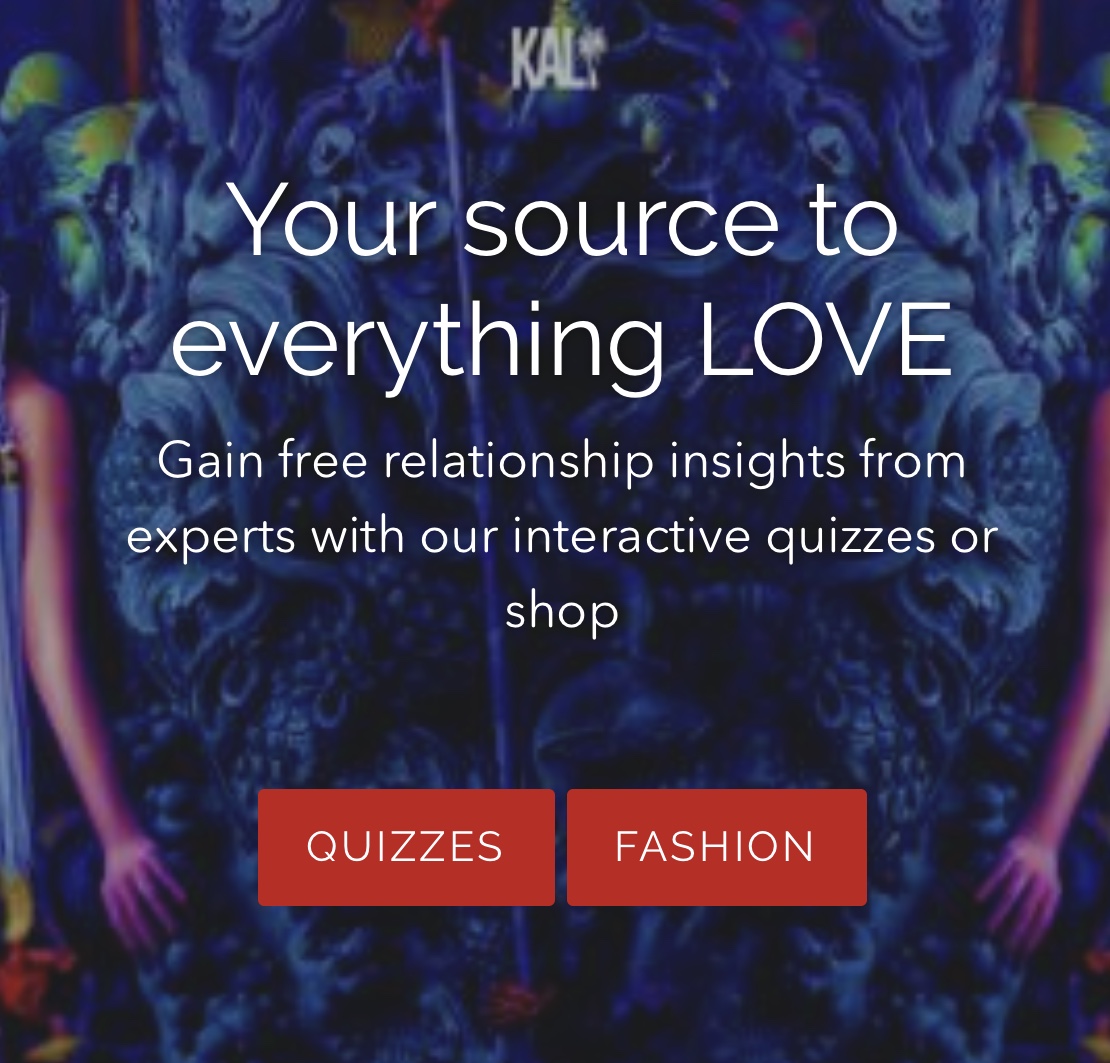 KALI
Your source to
everything LOVE
Gain free relationship insights from
experts with our interactive quizzes or
shop
QUIZZES
FASHION